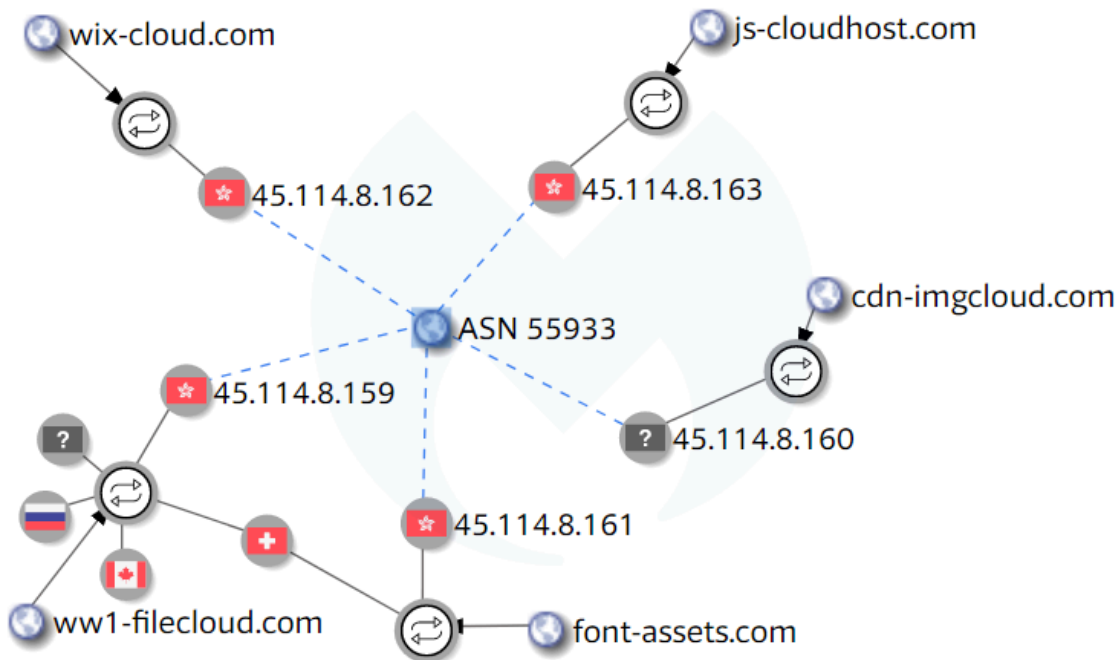 wix-cloud.com
js-cloudhost.com
45.114.8.162
45.114.8.163
cdn-imgcloud.com
ASN 55933
45.114.8.159
?
45.114.8.160
?
45.114.8.161
ww1-filecloud.com
font-assets.com